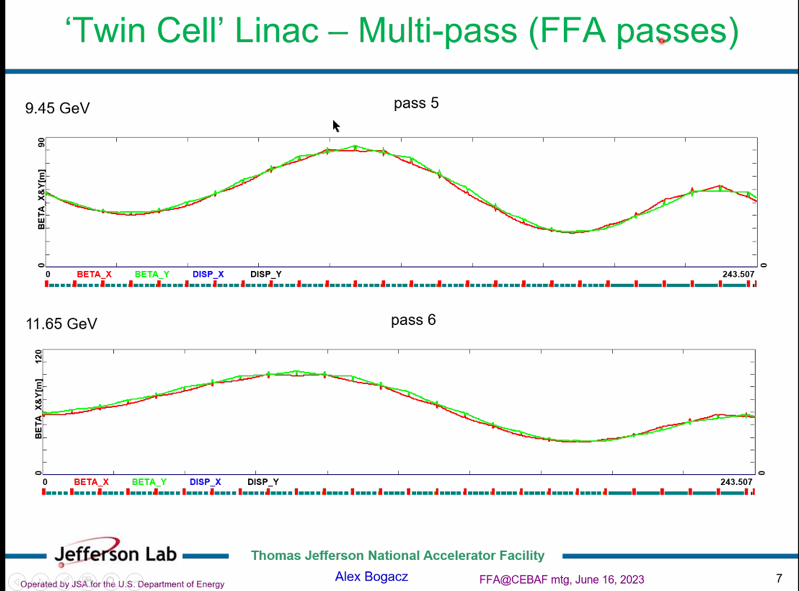 ‘Twin Cell’ Linac – Multi-pass (FFA passes)
9.45 GeV
pass 5
90
BETA_X&Y[m]
0
0
0
BETA_X
BETA_Y
DISP_X
DISP_Y
243.507
11.65 GeV
pass 6
120
BETA_X&Y[m]
0
0
0
BETA_X
BETA_Y
DISP_X
DISP_Y
243.507
Jefferson Lab
Thomas Jefferson National Accelerator Facility
Operated by JSA for the U.S. Department of Energy
Alex Bogacz
FFA@CEBAF mtg, June 16, 2023
7